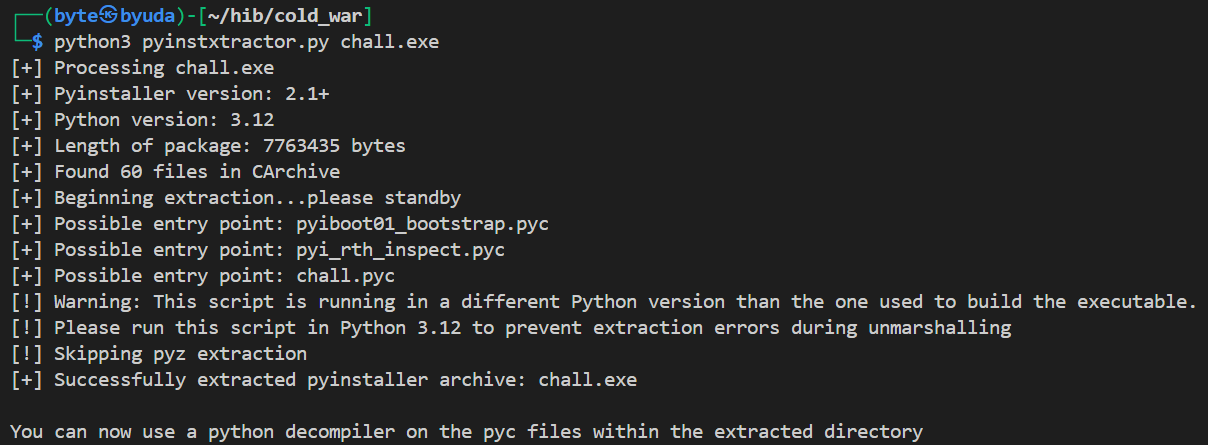 ┌──(byte㉿byuda)-[~/hib/cold_war]
└─$ python3 pyinstxtractor.py chall.exe
[+] Processing chall.exe
[+] Pyinstaller version: 2.1+
[+] Python version: 3.12
[+] Length of package: 7763435 bytes
[+] Found 60 files in CArchive
[+] Beginning extraction...please standby
[+] Possible entry point: pyiboot01_bootstrap.pyc
[+] Possible entry point: pyi_rth_inspect.pyc
[+] Possible entry point: chall.pyc
[!] Warning: This script is running in a different Python version than the one used to build the executable.
[!] Please run this script in Python 3.12 to prevent extraction errors during unmarshalling
[!] Skipping pyz extraction
[+] Successfully extracted pyinstaller archive: chall.exe
You can now use a python decompiler on the pyc files within the extracted directory